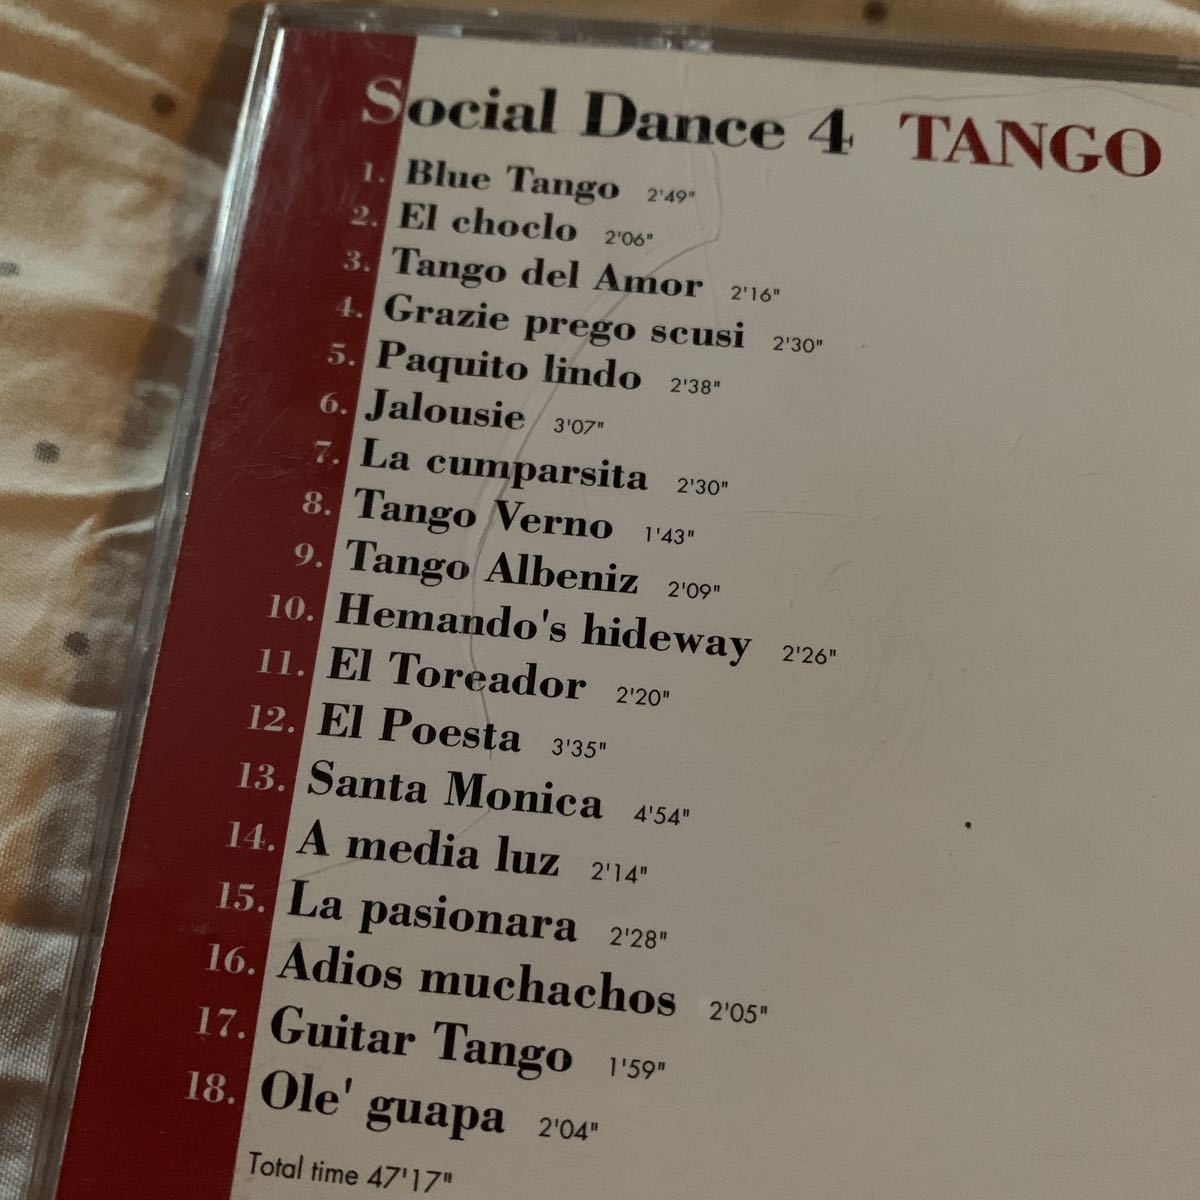 Social Dance 4 TANGO
1. Blue Tango 2'49"
2. El choclo 2'06"
3. Tango del Amor 2'16"
4. Grazie prego scusi 2'30"
5. Paquito lindo 2'38"
6. Jalousie 3'07"
7. La cumparsita 2'30"
8. Tango Verno 1'43"
9. Tango Albeniz 2'09"
10. Hemando's hideway 2'26"
11. El Toreador 2'20"
12. El Poesta 3'35"
13. Santa Monica 4'54"
14. A media luz 2'14"
15. La pasionara 2'28"
16. Adios muchachos 2'05"
17. Guitar Tango 1'59"
18. Ole' guapa 2'04"
Total time 47'17"